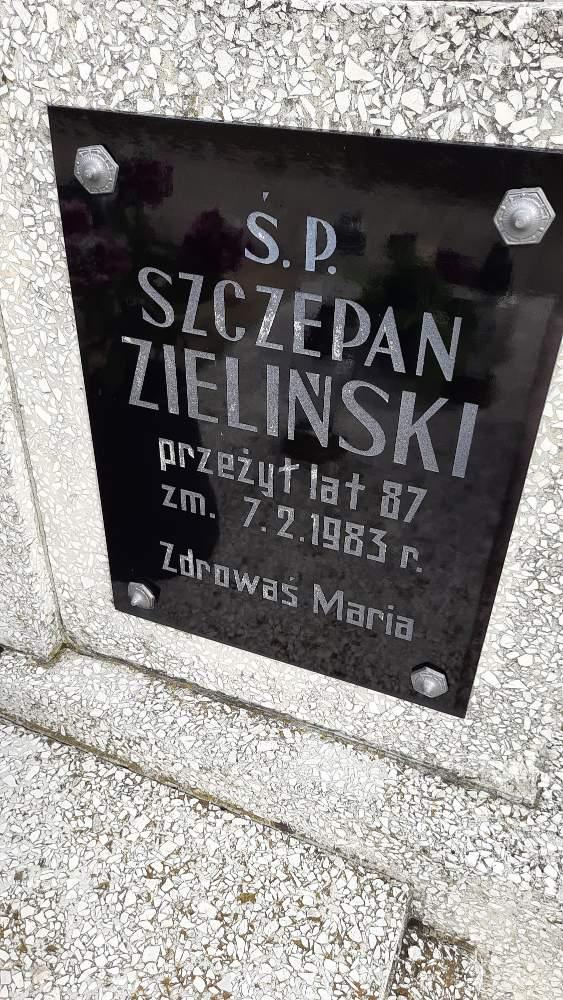 Ś.P.
SZCZEPAN
ZIELIŃSKI
przeżył lat 87
zm. 7.2.1983 r.
Zdrowaś Maria